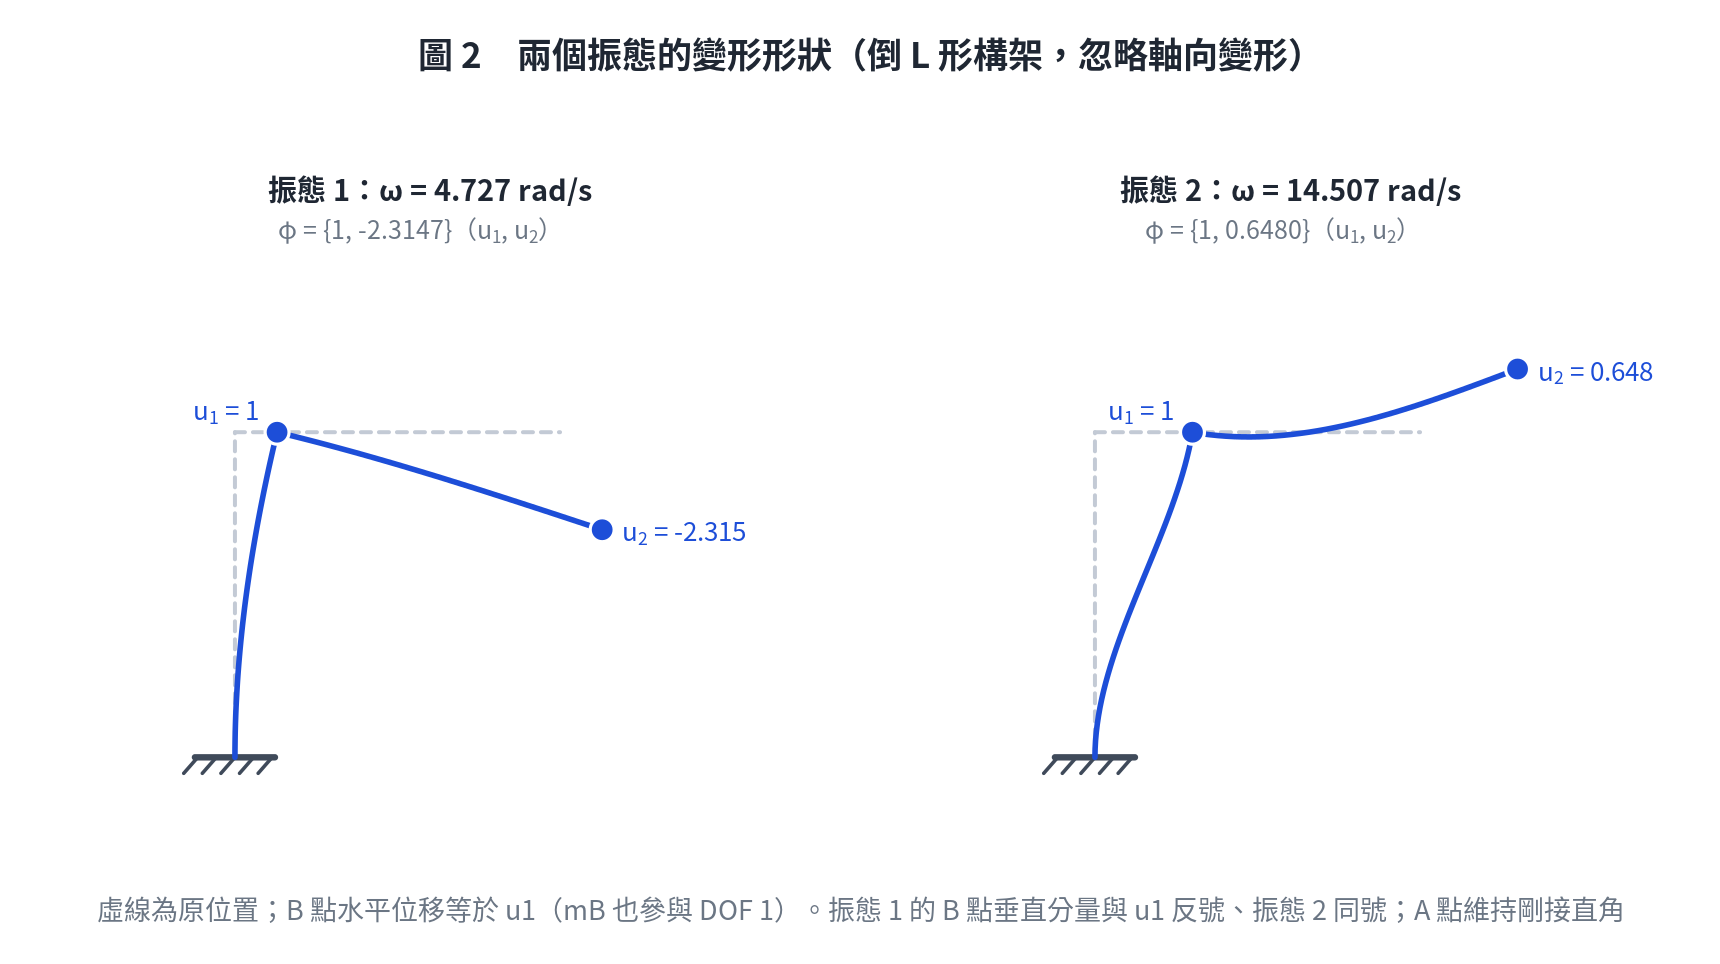 圖 2　兩個振態的變形形狀（倒 L 形構架，忽略軸向變形）
振態 1：ω = 4.727 rad/s
ϕ = {1, -2.3147}（u₁, u₂）
振態 2：ω = 14.507 rad/s
ϕ = {1, 0.6480}（u₁, u₂）
u₁ = 1
u₂ = -2.315
u₁ = 1
u₂ = 0.648
虛線為原位置；B 點水平位移等於 u1（mB 也參與 DOF 1）。振態 1 的 B 點垂直分量與 u1 反號、振態 2 同號；A 點維持剛接直角